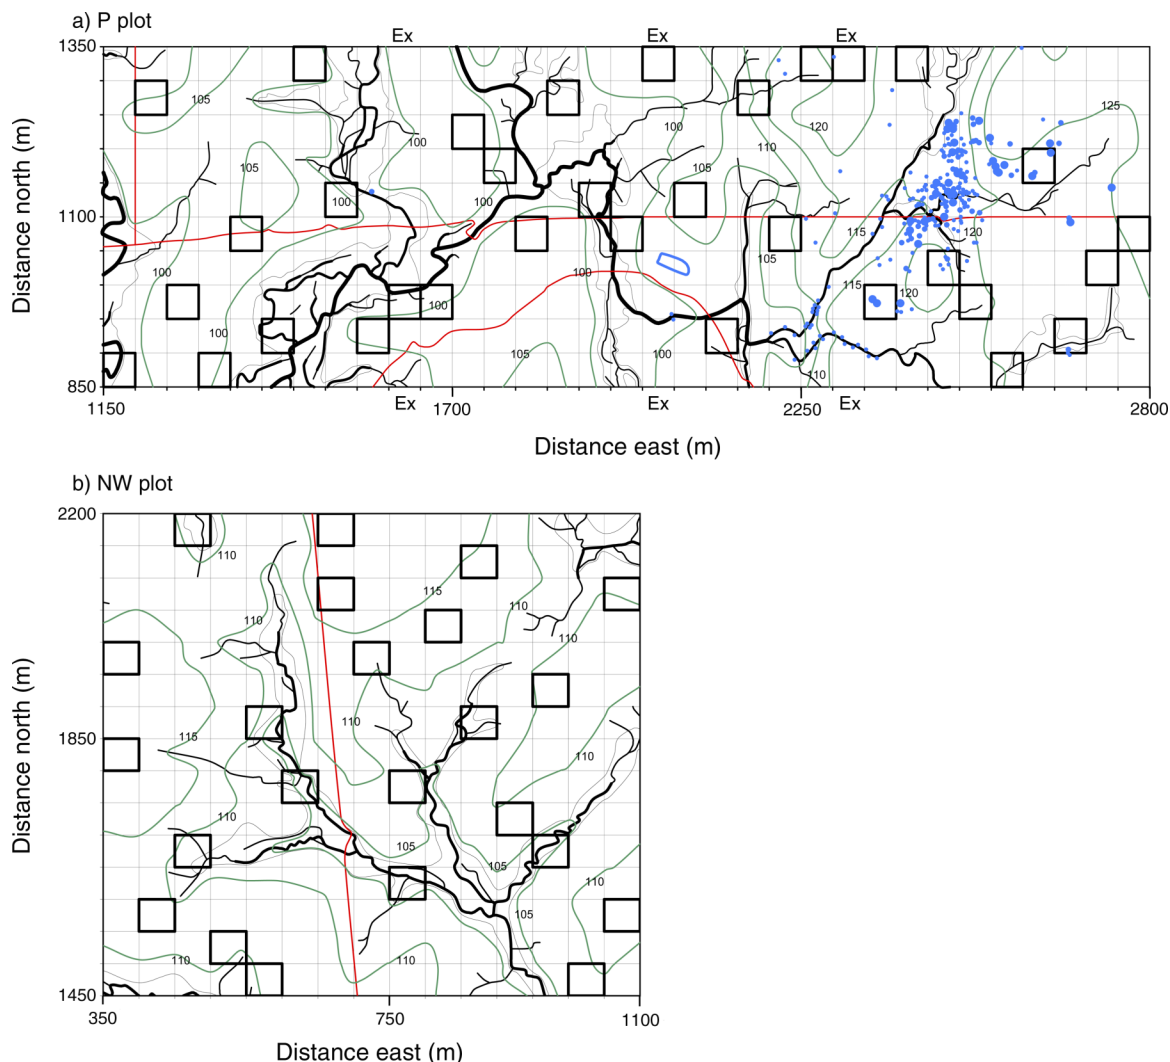 a) P plot
Ex Ex Ex
1350
105 100 100 110 120 125
105 100 105
100 100
1100
115 120
100 105
100 100 100 115 120
105 100
110
850
1150 1700 2250 2800
Ex Ex Ex
Distance north (m)
Distance east (m)
b) NW plot
2200
110
115
110 110
110
110
115
1850
110
110
105
105
110
105
110 110
1450
350 750 1100
Distance north (m)
Distance east (m)